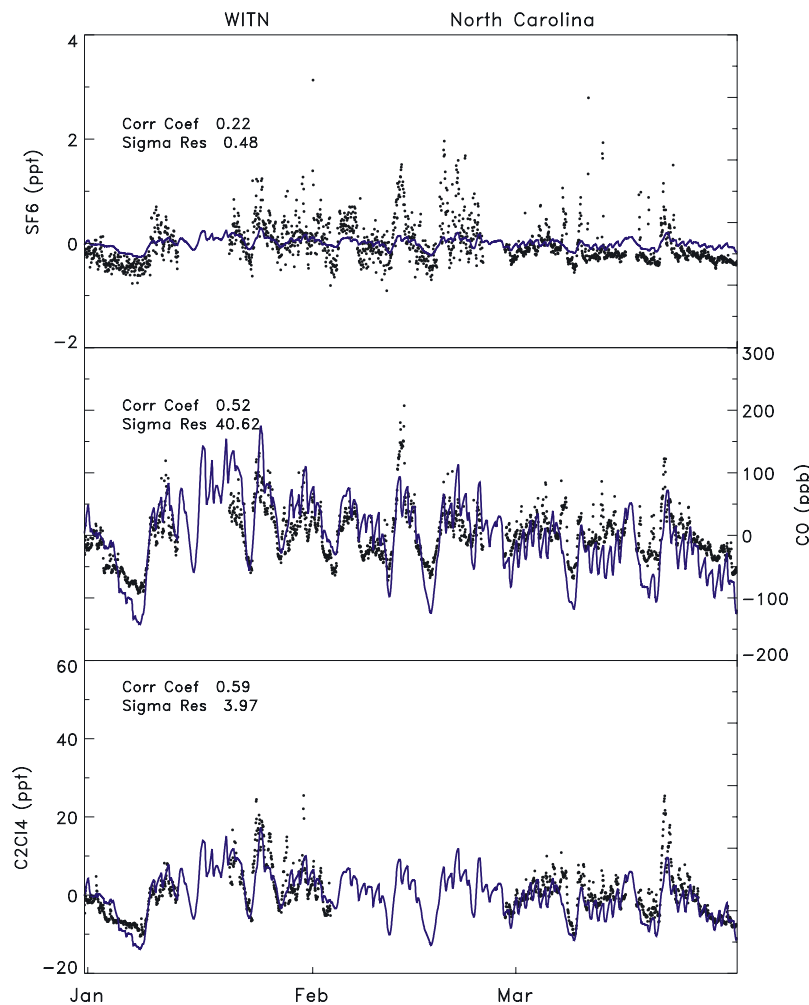 WITN North Carolina
4
Corr Coef 0.22
Sigma Res 0.48
2
SF6 (ppt)
0
-2
300
Corr Coef 0.52
Sigma Res 40.62
200
100
CO (ppb)
0
-100
-200
60
Corr Coef 0.59
Sigma Res 3.97
40
C2Cl4 (ppt)
20
0
-20
Jan Feb Mar